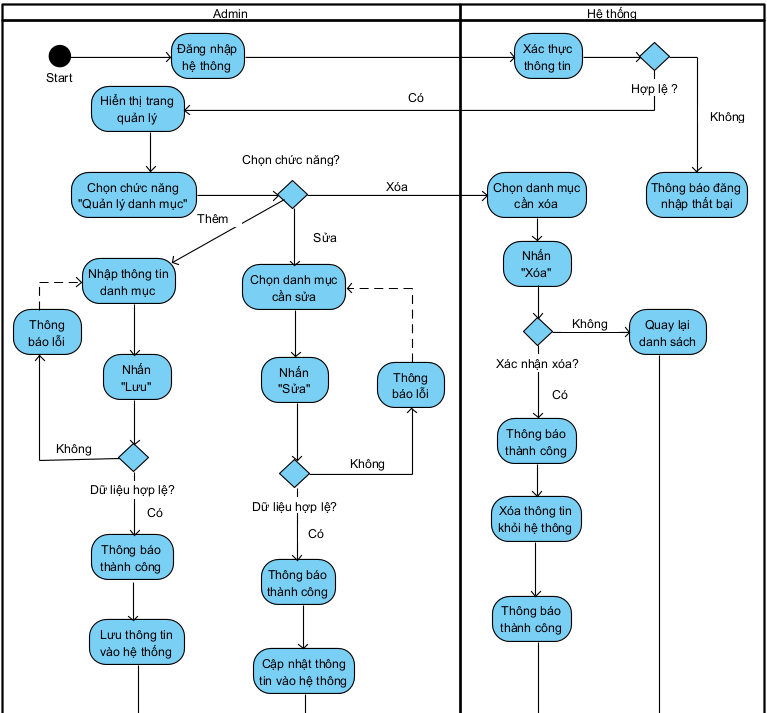 Admin
Hệ thống
Start
Đăng nhập
hệ thông
Xác thực
thông tin
Hợp lệ ?
Có
Không
Hiển thị trang
quản lý
Chọn chức năng
"Quản lý danh mục"
Chọn chức năng?
Xóa
Thêm
Sửa
Chọn danh mục
cần xóa
Thông báo đăng
nhập thất bại
Nhập thông tin
danh mục
Chọn danh mục
cần sửa
Nhấn
"Xóa"
Thông
báo lỗi
Không
Quay lại
danh sách
Nhấn
"Lưu"
Nhấn
"Sửa"
Thông
báo lỗi
Xác nhận xóa?
Có
Không
Không
Thông báo
thành công
Dữ liệu hợp lệ?
Có
Dữ liệu hợp lệ?
Có
Xóa thông tin
khỏi hệ thông
Thông báo
thành công
Thông báo
thành công
Thông báo
thành công
Lưu thông tin
vào hệ thống
Cập nhật thông
tin vào hệ thông